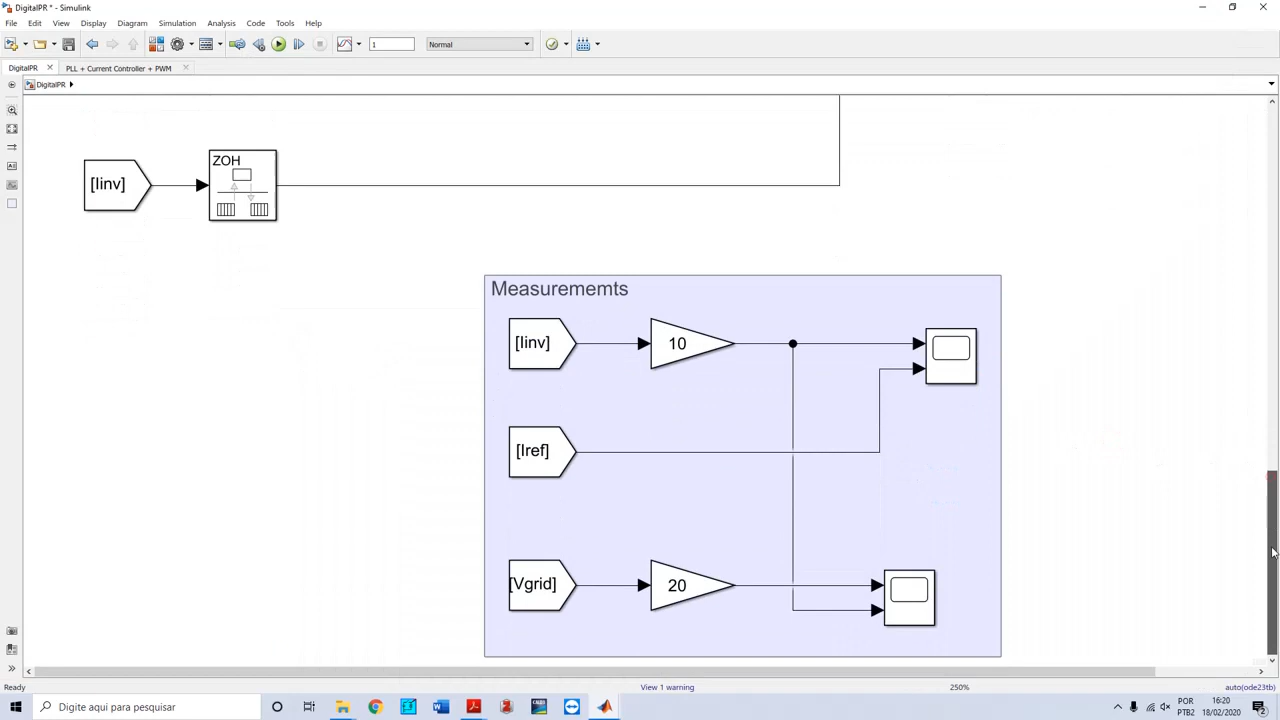 DigitalPR * - Simulink
File Edit View Display Diagram Simulation Analysis Code Tools Help
1 Normal
DigitalPR PLL + Current Controller + PWM
DigitalPR
[Iinv] ZOH
Measurememts
[Iinv] 10
[Iref]
[Vgrid] 20
Ready View 1 warning 250% auto(ode23tb)
Digite aqui para pesquisar
POR
PTB2
16:20
18/02/2020
2